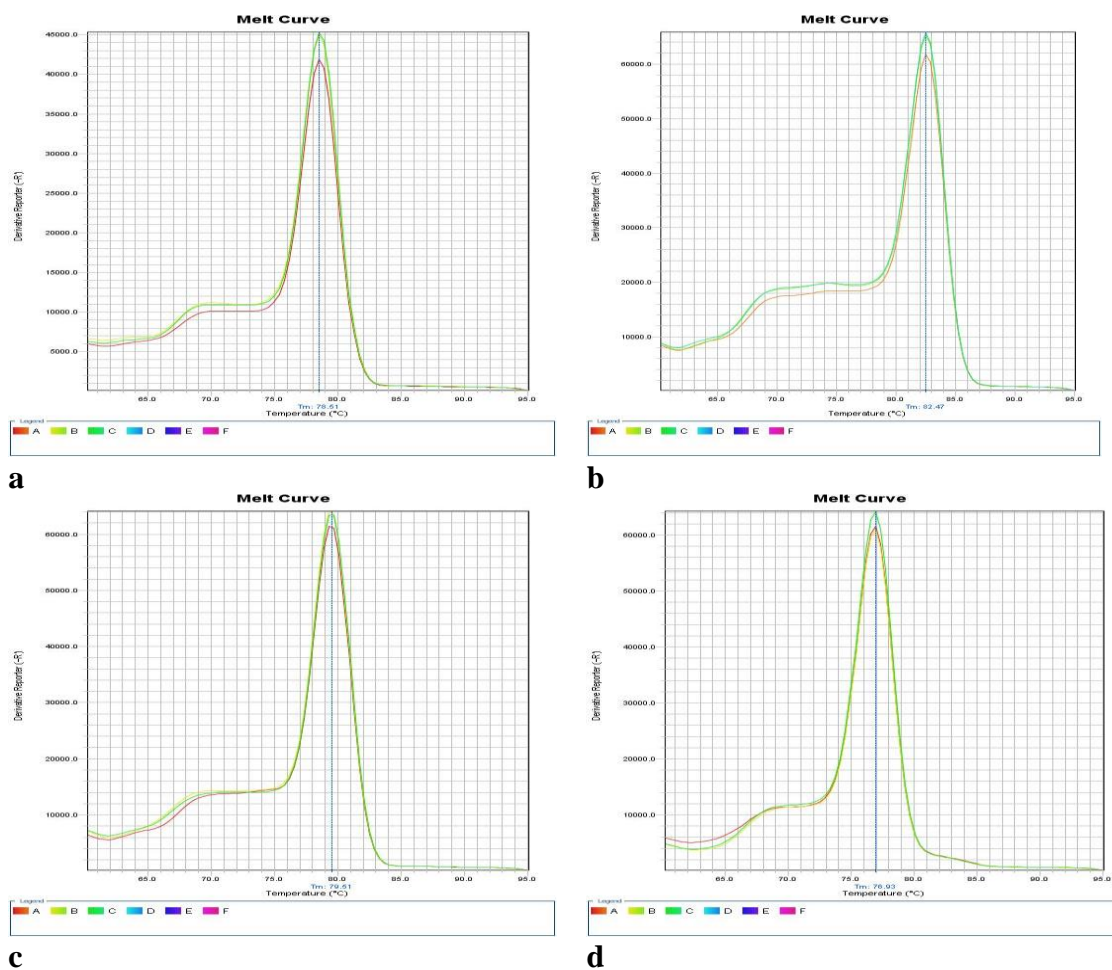 Melt Curve
45000.0
40000.0
35000.0
30000.0
25000.0
20000.0
15000.0
10000.0
5000.0
Derivative Reporter (-R')
65.0 70.0 75.0 80.0 85.0 90.0 95.0
Tm: 78.51
Temperature (°C)
Legend
A B C D E F
a
Melt Curve
60000.0
50000.0
40000.0
30000.0
20000.0
10000.0
Derivative Reporter (-R')
65.0 70.0 75.0 80.0 85.0 90.0 95.0
Tm: 82.47
Temperature (°C)
Legend
A B C D E F
b
Melt Curve
60000.0
50000.0
40000.0
30000.0
20000.0
10000.0
Derivative Reporter (-R')
65.0 70.0 75.0 80.0 85.0 90.0 95.0
Tm: 79.51
Temperature (°C)
Legend
A B C D E F
c
Melt Curve
60000.0
50000.0
40000.0
30000.0
20000.0
10000.0
Derivative Reporter (-R')
65.0 70.0 75.0 80.0 85.0 90.0 95.0
Tm: 76.93
Temperature (°C)
Legend
A B C D E F
d